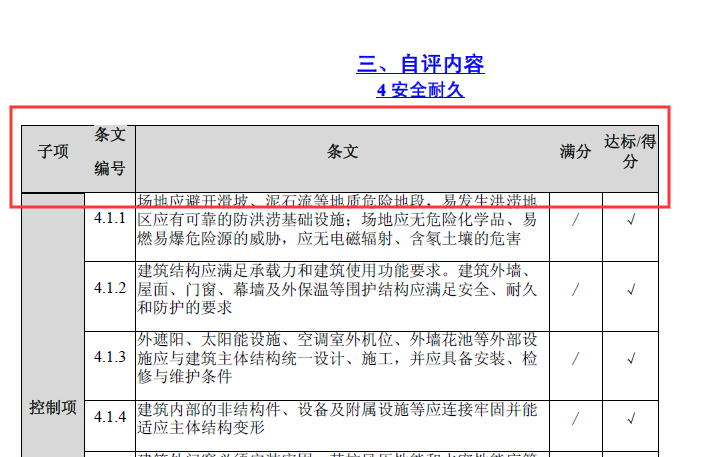 三、自评内容
4 安全耐久
子项
条文
编号
条文
满分
达标/得
分
控制项
4.1.1
场地应避开滑坡、泥石流等地质危险地段，易发生洪涝地
区应有可靠的防洪涝基础设施；场地应无危险化学品、易
燃易爆危险源的威胁，应无电磁辐射、含氡土壤的危害
/
√
4.1.2
建筑结构应满足承载力和建筑使用功能要求。建筑外墙、
屋面、门窗、幕墙及外保温等围护结构应满足安全、耐久
和防护的要求
/
√
4.1.3
外遮阳、太阳能设施、空调室外机位、外墙花池等外部设
施应与建筑主体结构统一设计、施工，并应具备安装、检
修与维护条件
/
√
4.1.4
建筑内部的非结构件、设备及附属设施等应连接牢固并能
适应主体结构变形
/
√